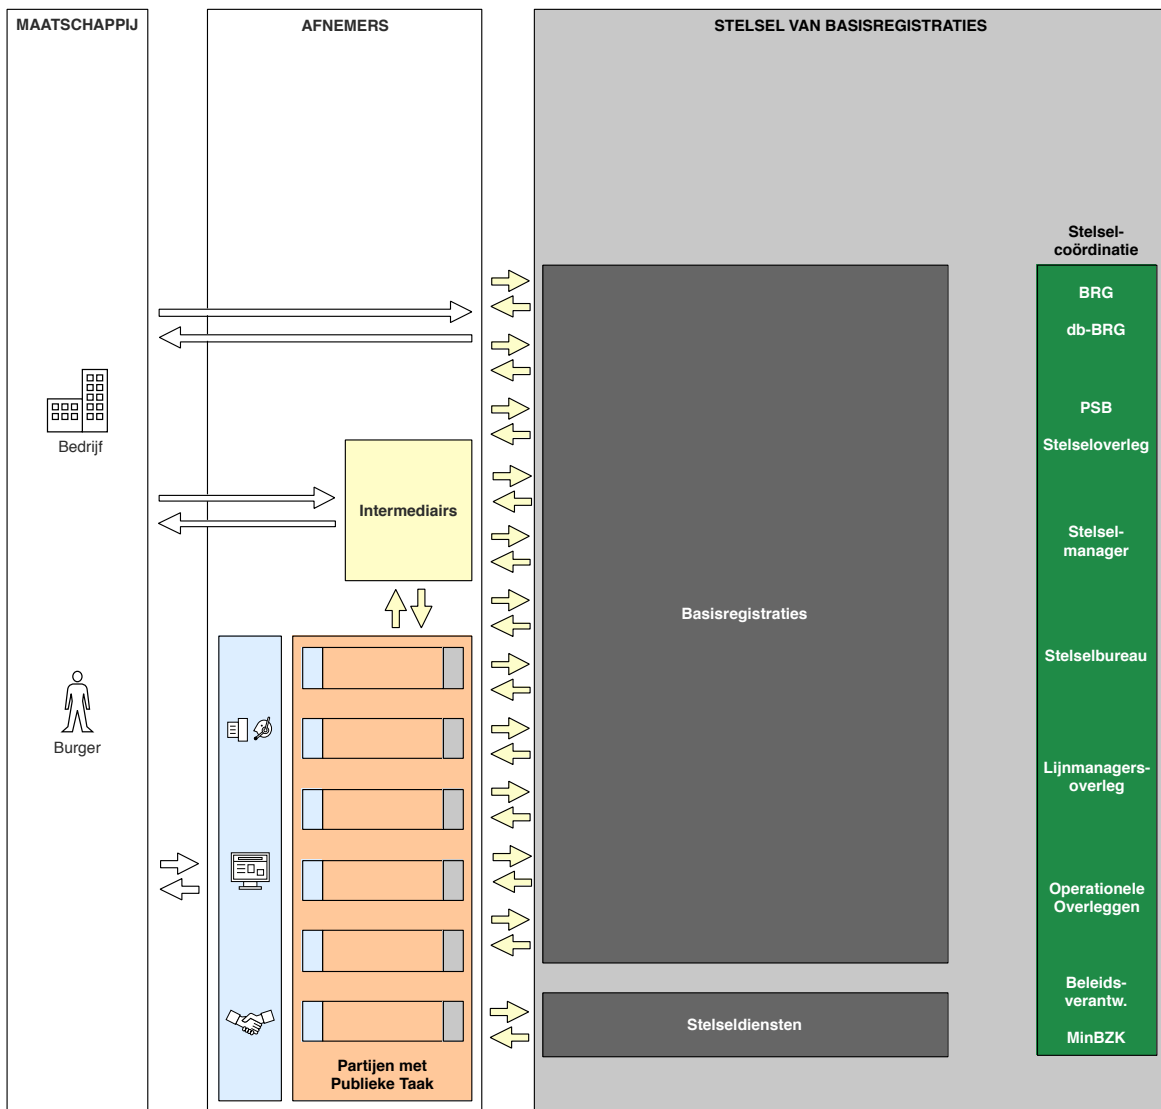 MAATSCHAPPIJ
AFNEMERS
STELSEL VAN BASISREGISTRATIES
Bedrijf
Burger
Intermediairs
Partijen met
Publieke Taak
Basisregistraties
Stelseldiensten
Stelsel-
coördinatie
BRG
db-BRG
PSB
Stelseloverleg
Stelsel-
manager
Stelselbureau
Lijnmanagers-
overleg
Operationele
Overleggen
Beleids-
verantw.
MinBZK